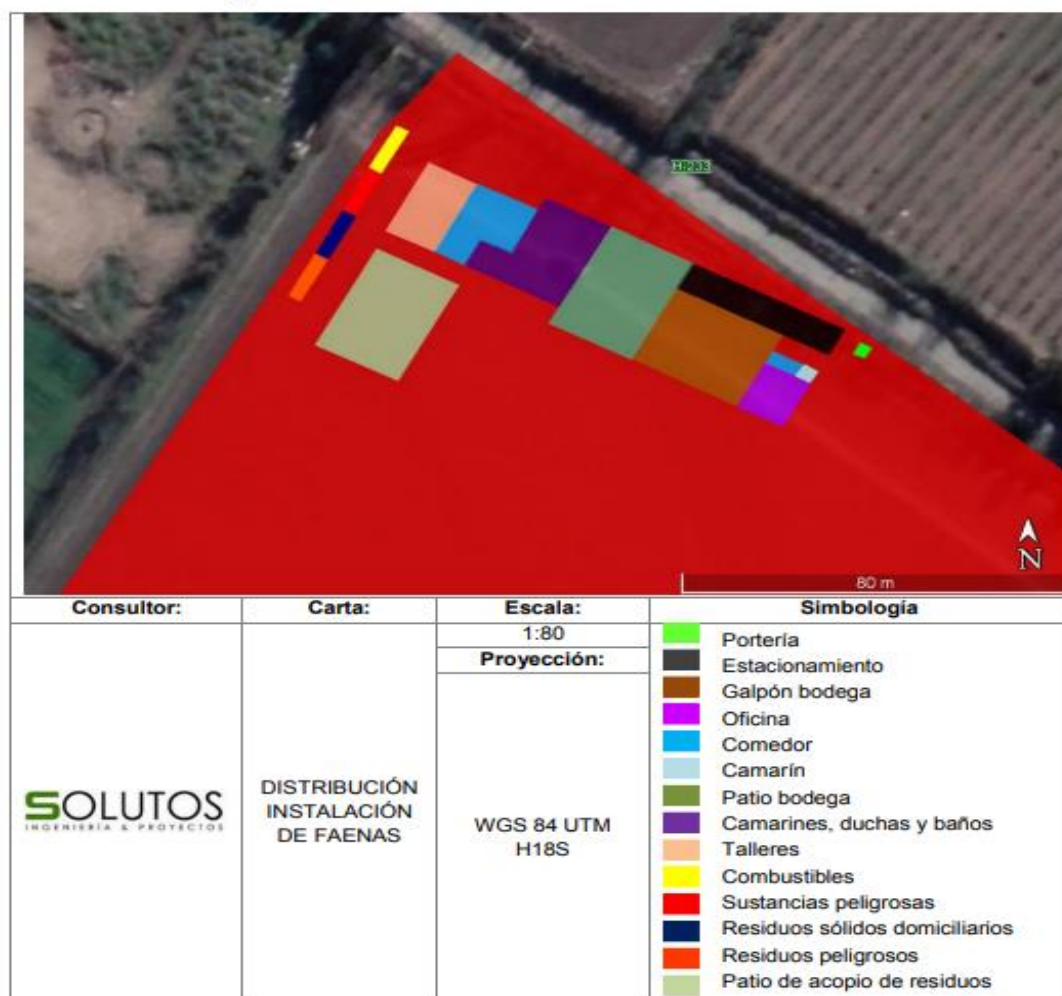 N
80 m
Consultor:
Carta:
Escala:
Simbología
1:80
Proyección:
SOLUTOS
INGENIERÍA & PROYECTOS
DISTRIBUCIÓN
INSTALACIÓN
DE FAENAS
WGS 84 UTM
H18S
Portería
Estacionamiento
Galpón bodega
Oficina
Comedor
Camarín
Patio bodega
Camarines, duchas y baños
Talleres
Combustibles
Sustancias peligrosas
Residuos sólidos domiciliarios
Residuos peligrosos
Patio de acopio de residuos